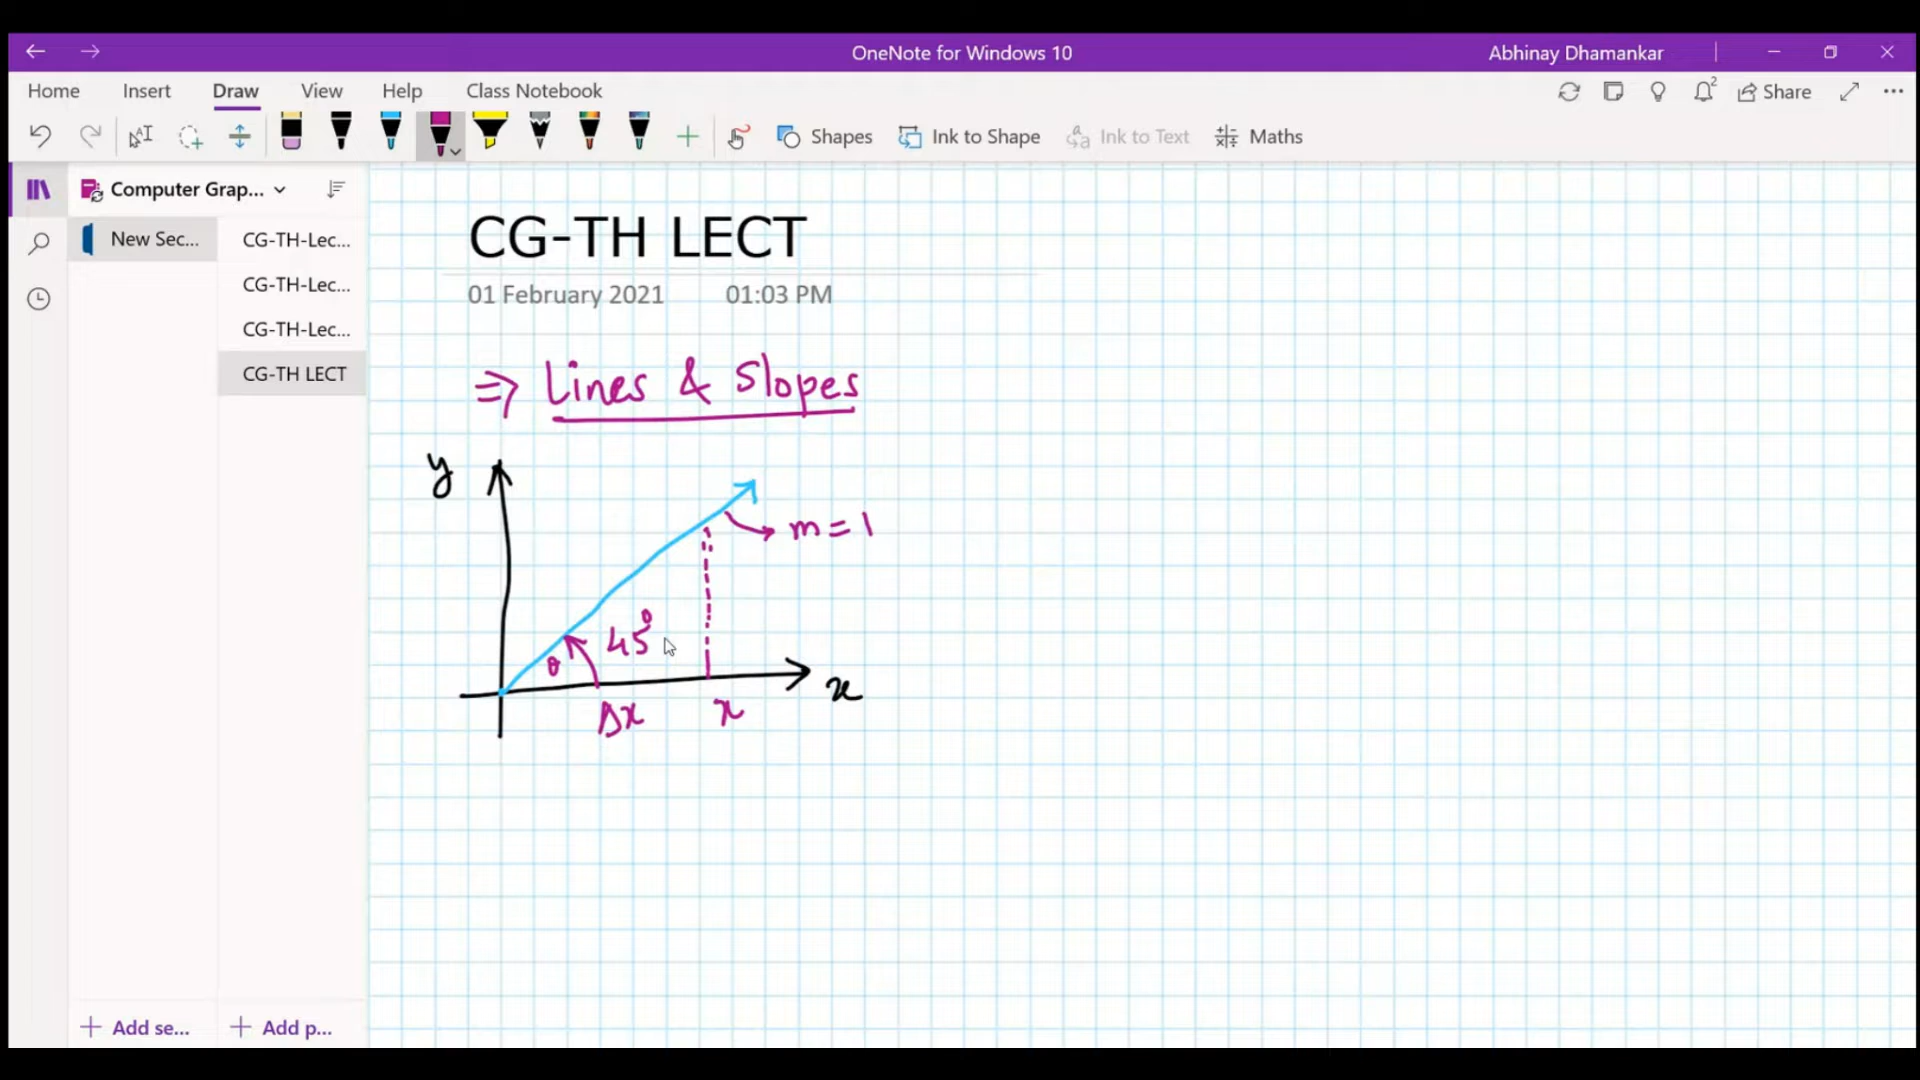 OneNote for Windows 10
Abhinay Dhamankar
Home Insert Draw View Help Class Notebook
2 Share
Shapes Ink to Shape Ink to Text Maths
Computer Grap...
New Sec...
CG-TH-Lec...
CG-TH-Lec...
CG-TH-Lec...
CG-TH LECT
CG-TH LECT
01 February 2021 01:03 PM
⇒ Lines & Slopes
y
m = 1
45°
θ
x
Δx x
Add se... Add p...